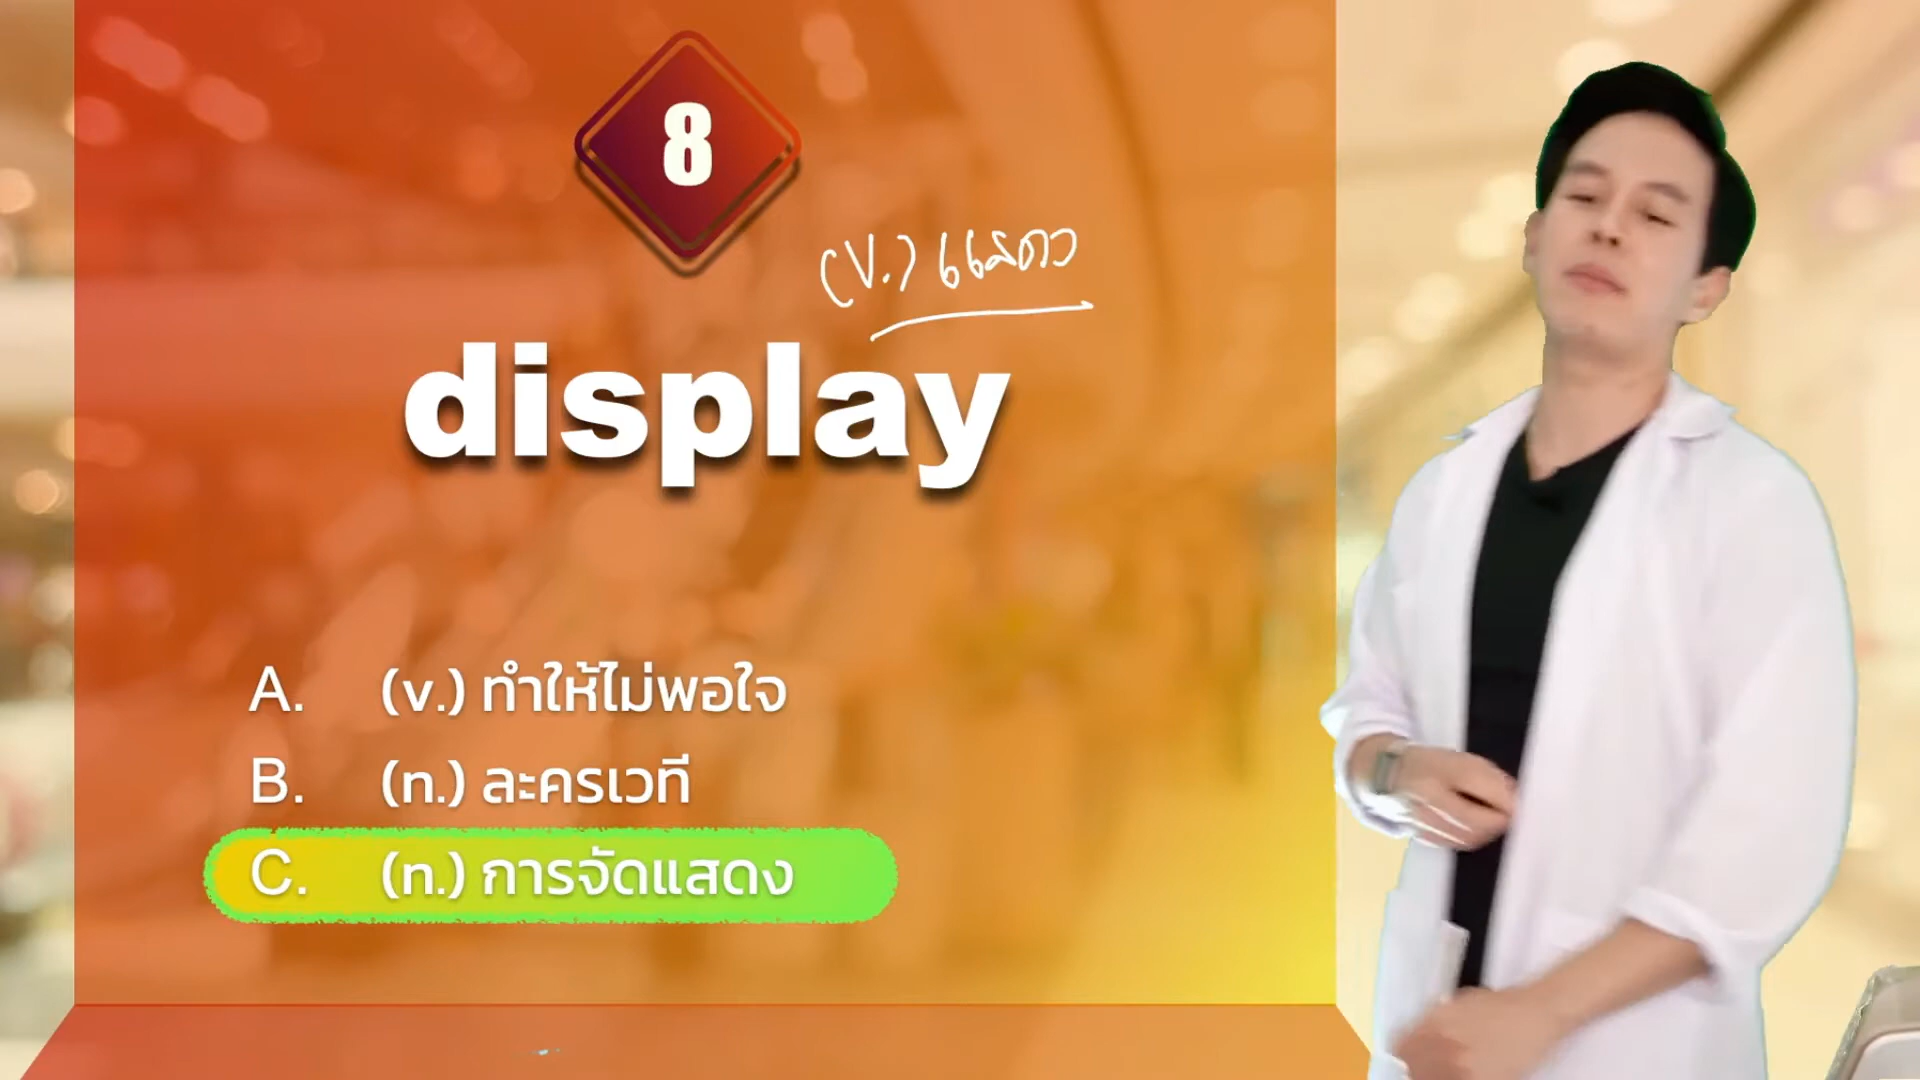 8
(v.) แสดง
display
A. (v.) ทำให้ไม่พอใจ
B. (n.) ละครเวที
C. (n.) การจัดแสดง